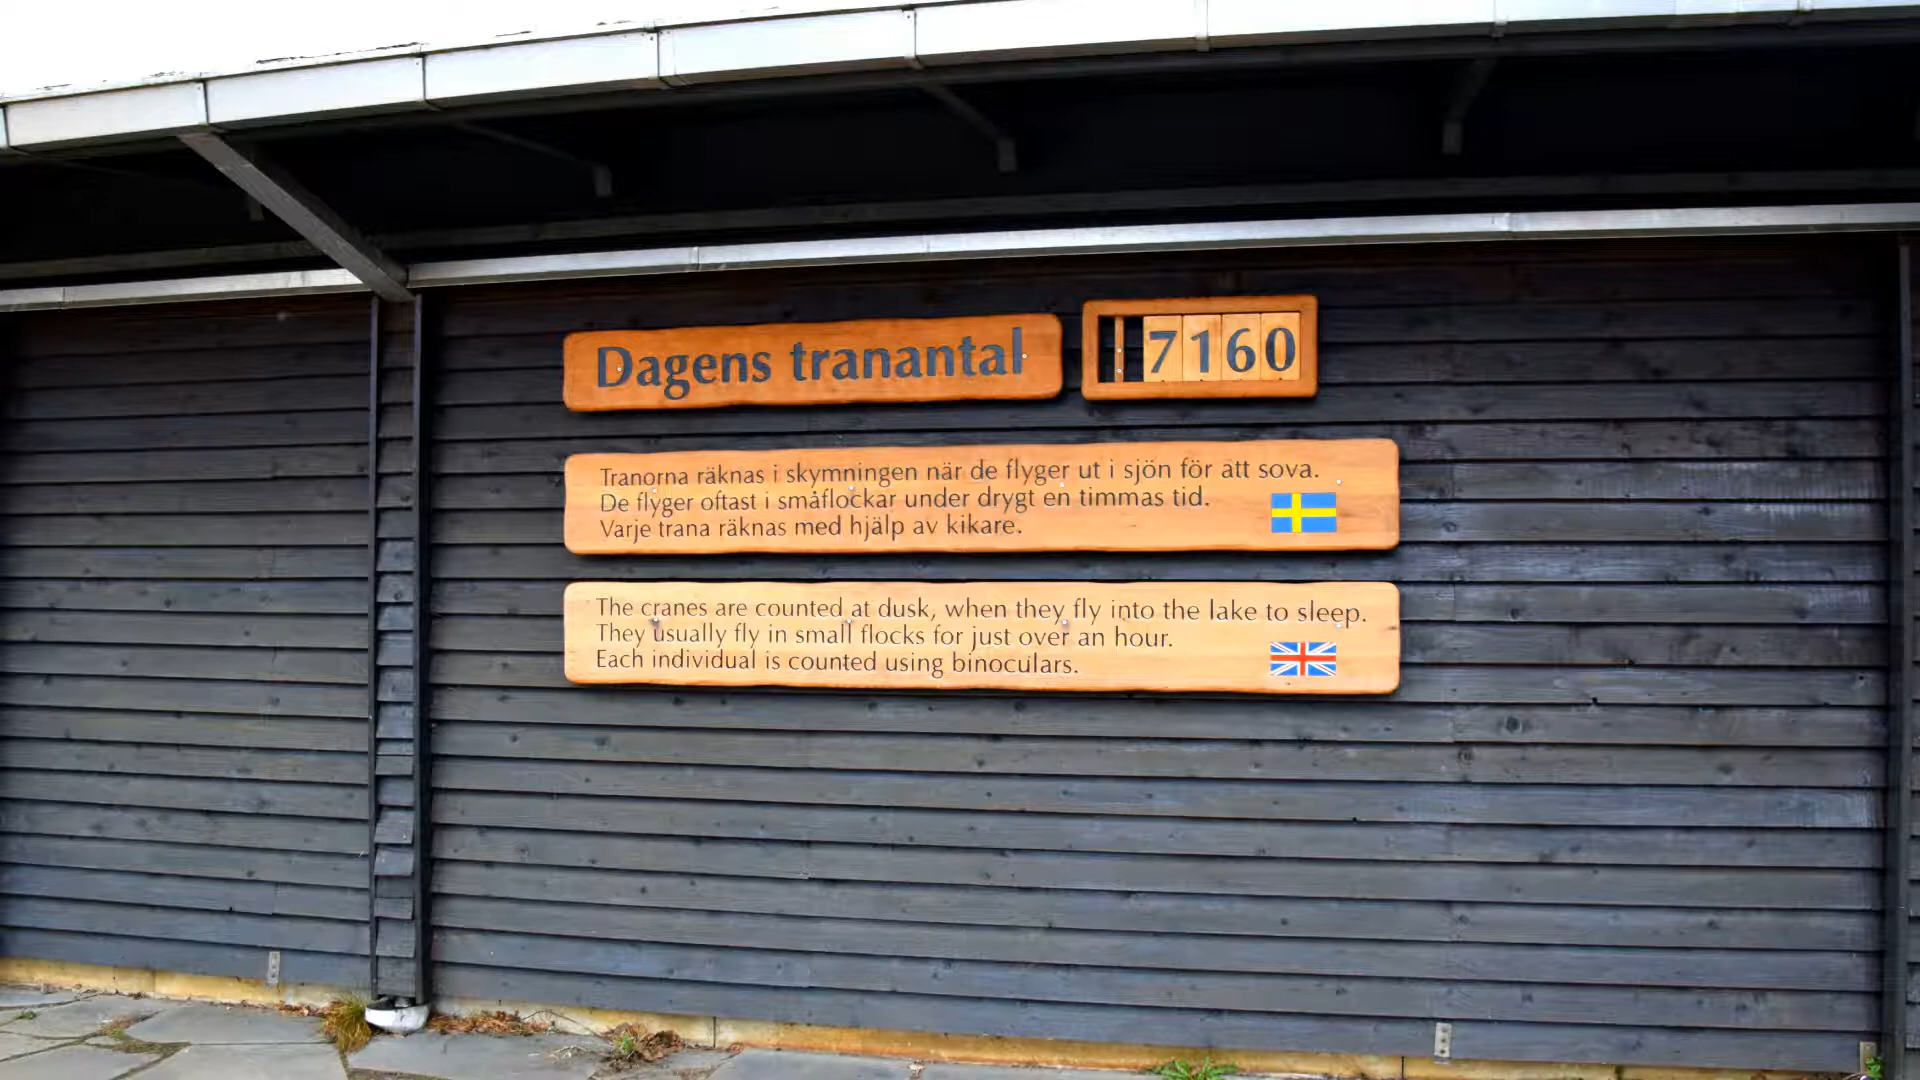 Dagens tranantal
7160
Tranorna räknas i skymningen när de flyger ut i sjön för att sova.
De flyger oftast i småflockar under drygt en timmas tid.
Varje trana räknas med hjälp av kikare.
The cranes are counted at dusk, when they fly into the lake to sleep.
They usually fly in small flocks for just over an hour.
Each individual is counted using binoculars.